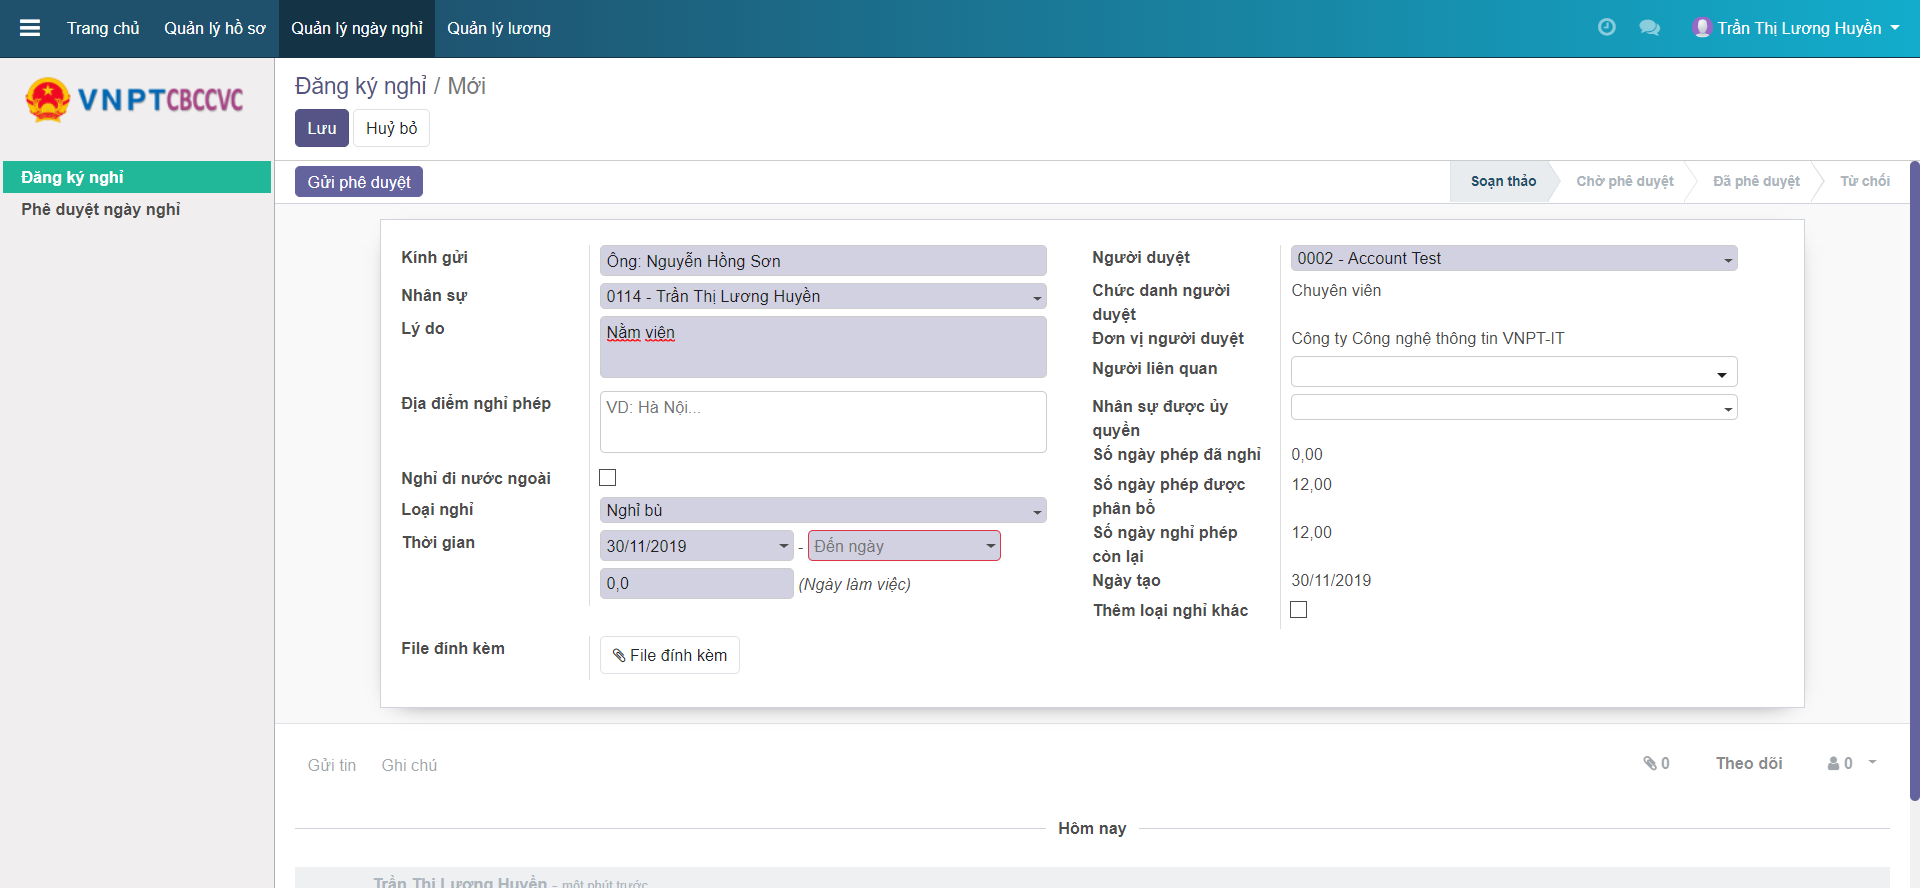 Trang chủ Quản lý hồ sơ Quản lý ngày nghỉ Quản lý lương Trần Thị Lương Huyền
VNPTCBCCVC
Đăng ký nghỉ
Phê duyệt ngày nghỉ
Đăng ký nghỉ / Mới
Lưu Huỷ bỏ
Gửi phê duyệt Soạn thảo Chờ phê duyệt Đã phê duyệt Từ chối
Kính gửi Ông: Nguyễn Hồng Sơn
Nhân sự 0114 - Trần Thị Lương Huyền
Lý do Nằm viên
Địa điểm nghỉ phép VD: Hà Nội...
Nghỉ đi nước ngoài
Loại nghỉ Nghỉ bù
Thời gian 30/11/2019 - Đến ngày
0,0 (Ngày làm việc)
File đính kèm File đính kèm
Người duyệt 0002 - Account Test
Chức danh người Chuyên viên
duyệt
Đơn vị người duyệt Công ty Công nghệ thông tin VNPT-IT
Người liên quan
Nhân sự được ủy
quyền
Số ngày phép đã nghỉ 0,00
Số ngày phép được 12,00
phân bổ
Số ngày nghỉ phép 12,00
còn lại
Ngày tạo 30/11/2019
Thêm loại nghỉ khác
Gửi tin Ghi chú 0 Theo dõi 0
Hôm nay
Trần Thị Lương Huyền - một phút trước